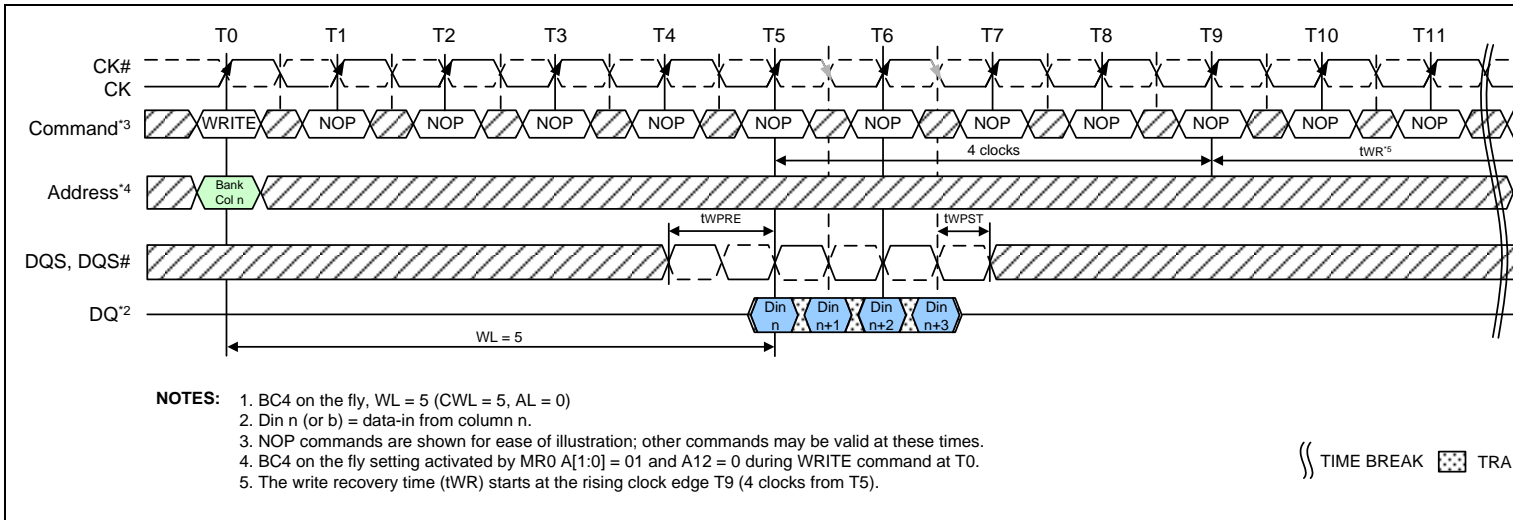 T0 T1 T2 T3 T4 T5 T6 T7 T8 T9 T10 T11
CK#
CK
Command*3 WRITE NOP NOP NOP NOP NOP NOP NOP NOP NOP NOP NOP
4 clocks tWR*5
Address*4 Bank Col n
tWPRE tWPST
DQS, DQS#
DQ*2 Din n Din n+1 Din n+2 Din n+3
WL = 5
NOTES: 1. BC4 on the fly, WL = 5 (CWL = 5, AL = 0)
2. Din n (or b) = data-in from column n.
3. NOP commands are shown for ease of illustration; other commands may be valid at these times.
4. BC4 on the fly setting activated by MR0 A[1:0] = 01 and A12 = 0 during WRITE command at T0.
5. The write recovery time (tWR) starts at the rising clock edge T9 (4 clocks from T5).
TIME BREAK TRA